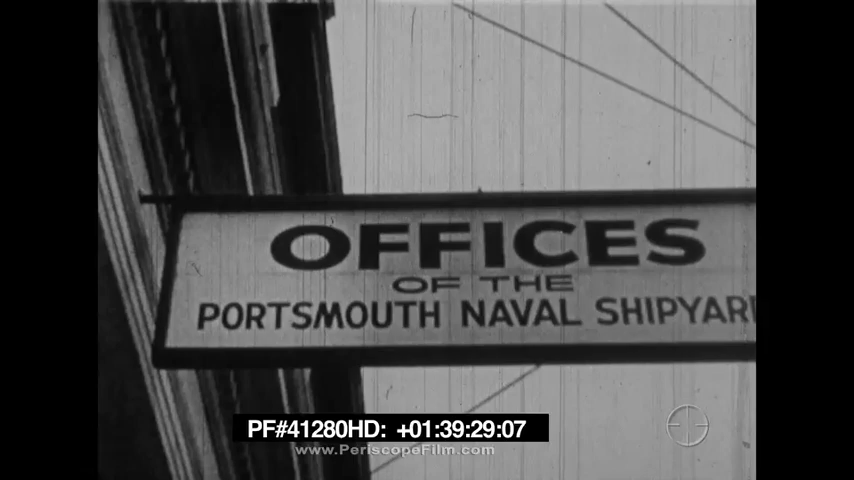 OFFICES
OF THE
PORTSMOUTH NAVAL SHIPYAR
PF#41280HD: +01:39:29:07
www.PeriscopeFilm.com